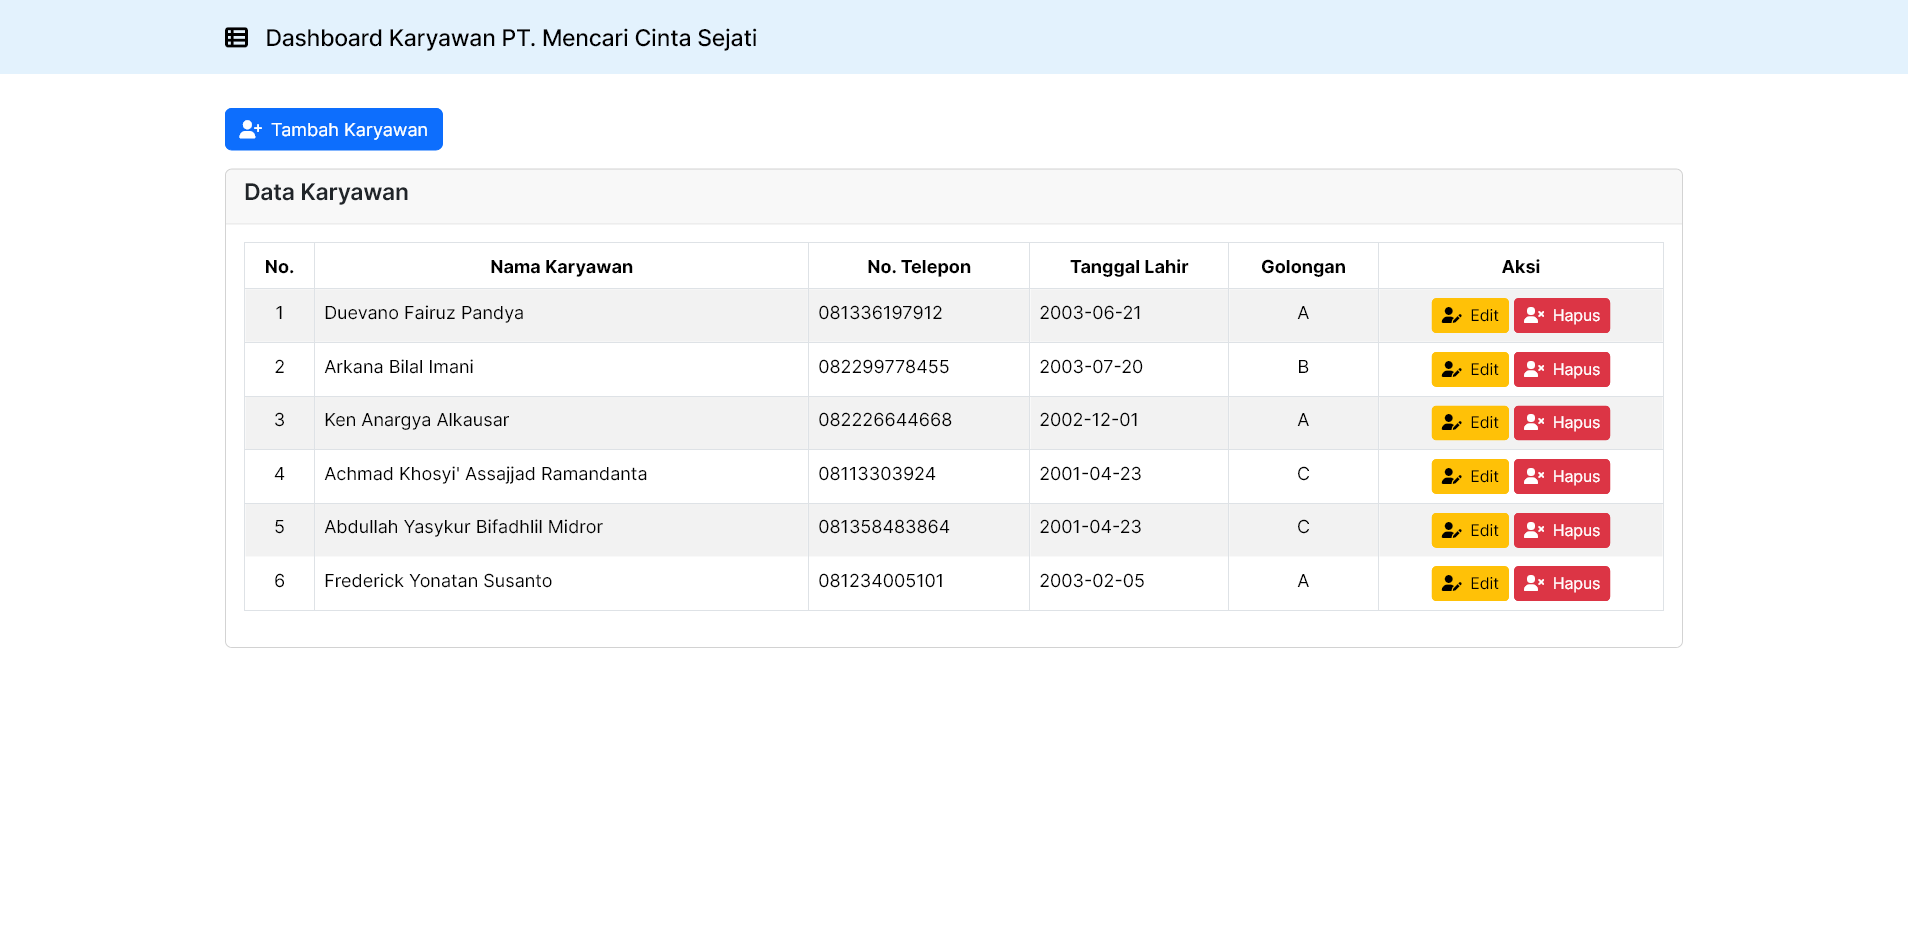 Dashboard Karyawan PT. Mencari Cinta Sejati
Tambah Karyawan
Data Karyawan
No. Nama Karyawan No. Telepon Tanggal Lahir Golongan Aksi
1 Duevano Fairuz Pandya 081336197912 2003-06-21 A Edit Hapus
2 Arkana Bilal Imani 082299778455 2003-07-20 B Edit Hapus
3 Ken Anargya Alkausar 082226644668 2002-12-01 A Edit Hapus
4 Achmad Khosyi' Assajjad Ramandanta 08113303924 2001-04-23 C Edit Hapus
5 Abdullah Yasykur Bifadhlil Midror 081358483864 2001-04-23 C Edit Hapus
6 Frederick Yonatan Susanto 081234005101 2003-02-05 A Edit Hapus